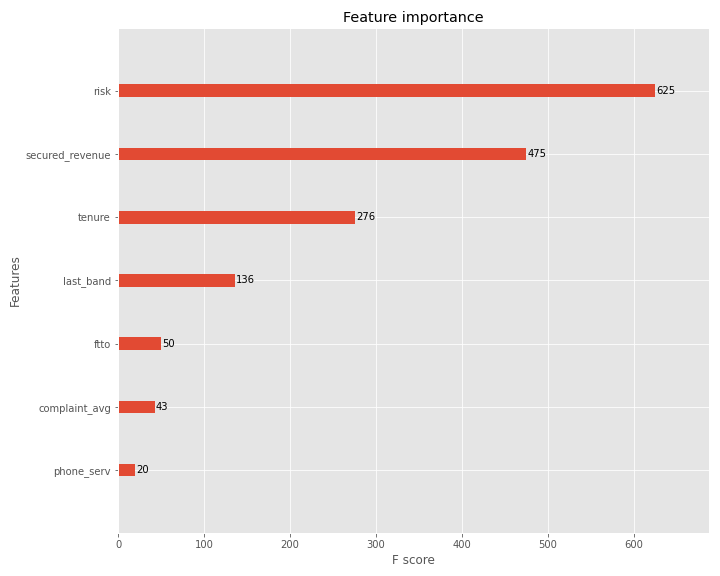 Feature importance
risk
625
secured_revenue
475
tenure
276
last_band
136
ftto
50
complaint_avg
43
phone_serv
20
Features
0 100 200 300 400 500 600
F score